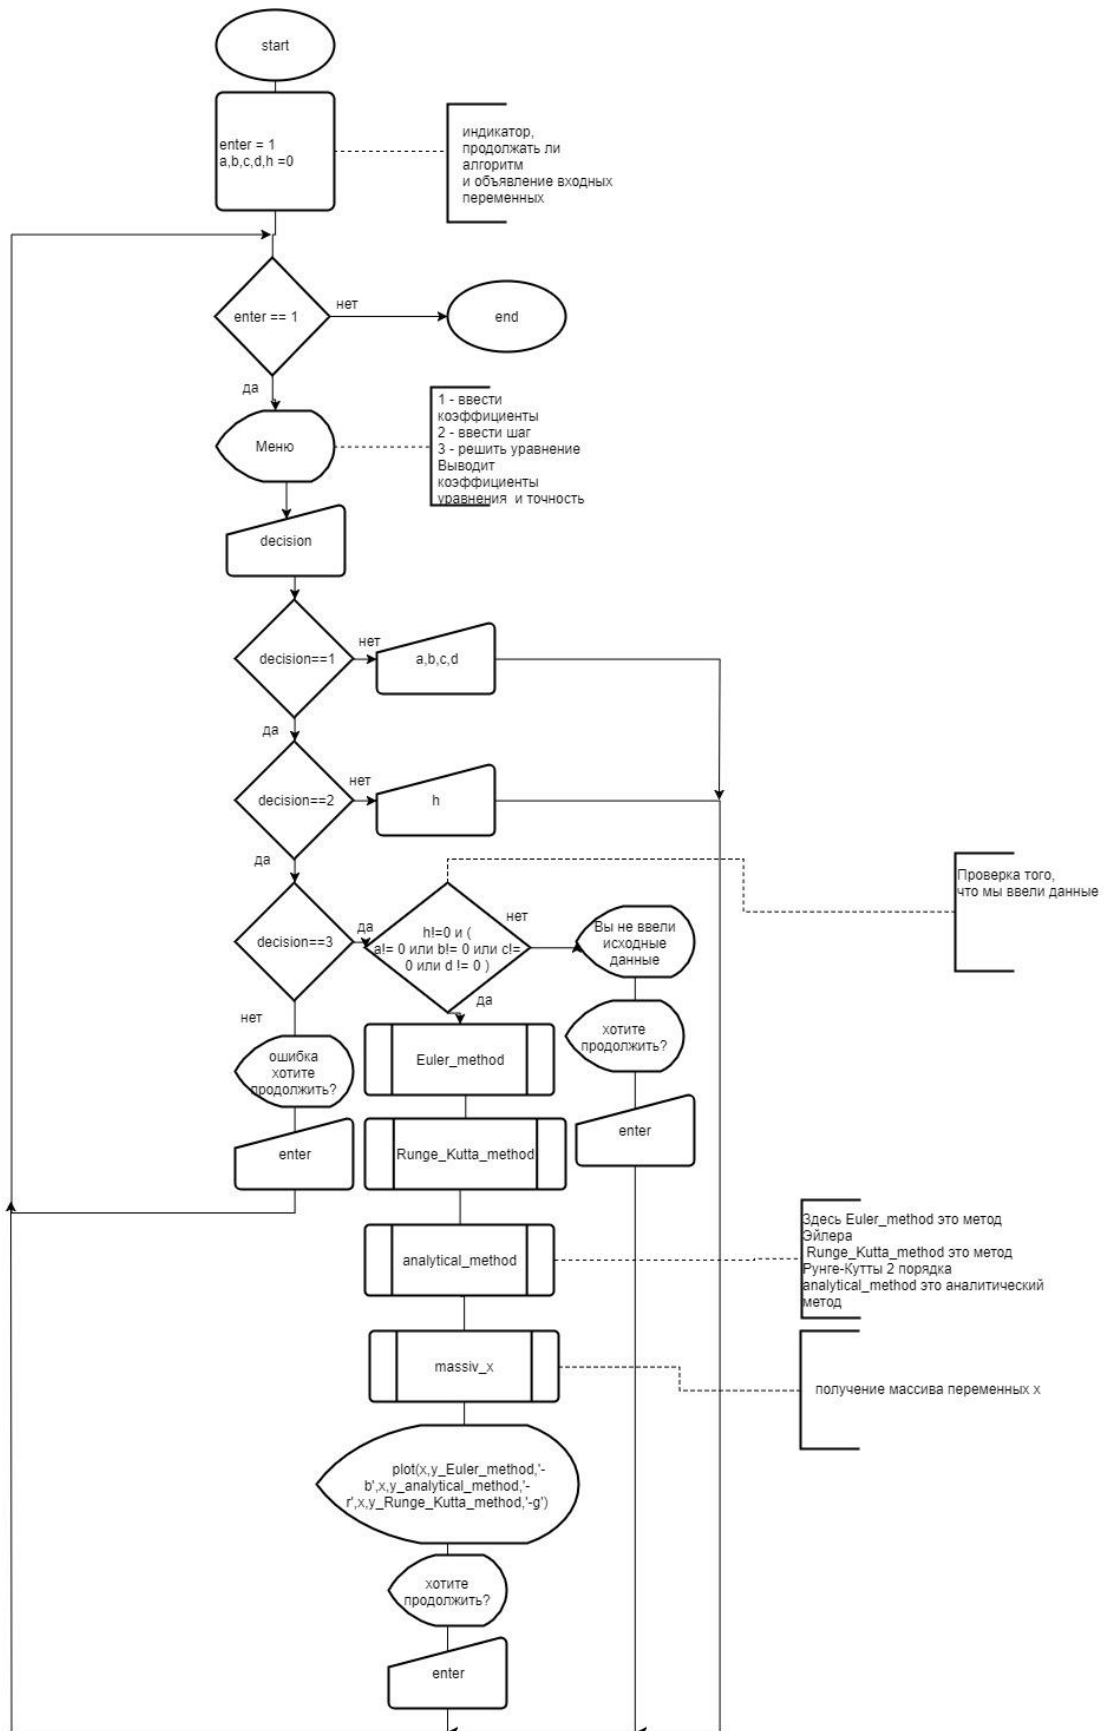 start
enter = 1
a,b,c,d,h =0
индикатор,
продолжать ли
алгоритм
и объявление входных
переменных
enter == 1
нет
end
да
Меню
1 - ввести
коэффициенты
2 - ввести шаг
3 - решить уравнение
Выводит
коэффициенты
уравнения и точность
decision
decision==1
нет
a,b,c,d
да
decision==2
нет
h
да
decision==3
да
h!=0 и (
a!= 0 или b!= 0 или c!=
0 или d != 0 )
нет
Вы не ввели
исходные
данные
Проверка того,
что мы ввели данные
да
нет
ошибка
хотите
продолжить?
Euler_method
хотите
продолжить?
enter
Runge_Kutta_method
enter
analytical_method
Здесь Euler_method это метод
Эйлера
Runge_Kutta_method это метод
Рунге-Кутты 2 порядка
analytical_method это аналитический
метод
massiv_x
получение массива переменных х
plot(x,y_Euler_method,'-
b',x,y_analytical_method,'-
r',x,y_Runge_Kutta_method,'-g')
хотите
продолжить?
enter